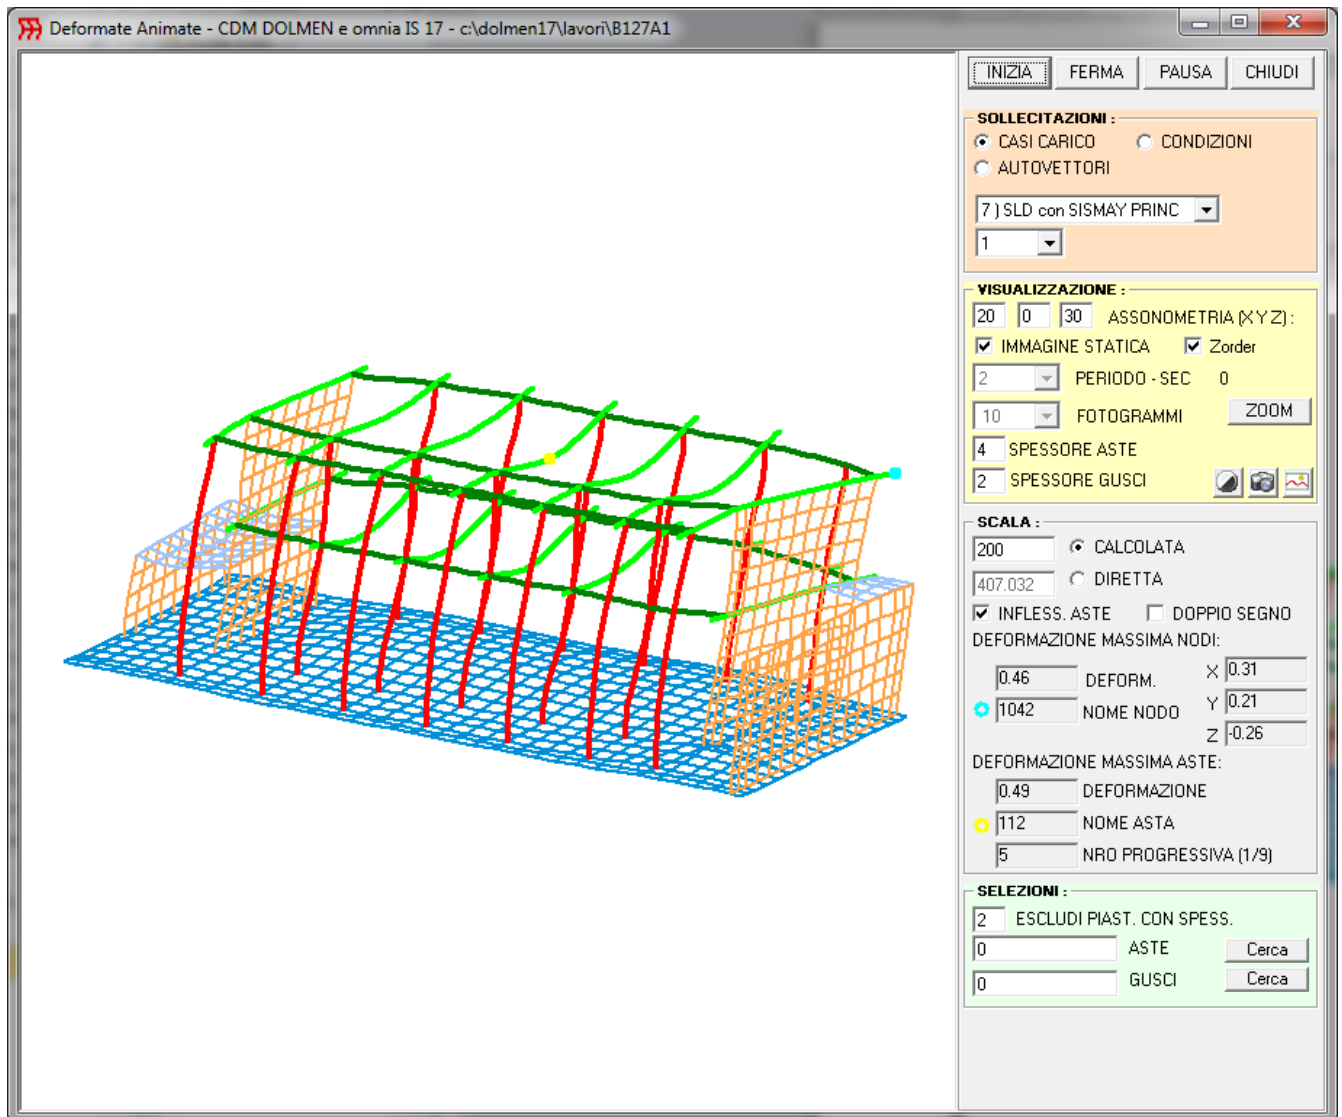 Deformate Animate - CDM DOLMEN e omnia IS 17 - c:\dolmen17\lavori\B127A1
INIZIA FERMA PAUSA CHIUDI
SOLLECITAZIONI :
CASI CARICO CONDIZIONI
AUTOVETTORI
7 ) SLD con SISMAY PRINC
1
VISUALIZZAZIONE :
20 0 30 ASSONOMETRIA (X Y Z) :
IMMAGINE STATICA Zorder
2 PERIODO - SEC 0
10 FOTOGRAMMI ZOOM
4 SPESSORE ASTE
2 SPESSORE GUSCI
SCALA :
200 CALCOLATA
407.032 DIRETTA
INFLESS. ASTE DOPPIO SEGNO
DEFORMAZIONE MASSIMA NODI:
0.46 DEFORM. X 0.31
1042 NOME NODO Y 0.21
Z -0.26
DEFORMAZIONE MASSIMA ASTE:
0.49 DEFORMAZIONE
112 NOME ASTA
5 NRO PROGRESSIVA (1/9)
SELEZIONI :
2 ESCLUDI PIAST. CON SPESS.
0 ASTE Cerca
0 GUSCI Cerca